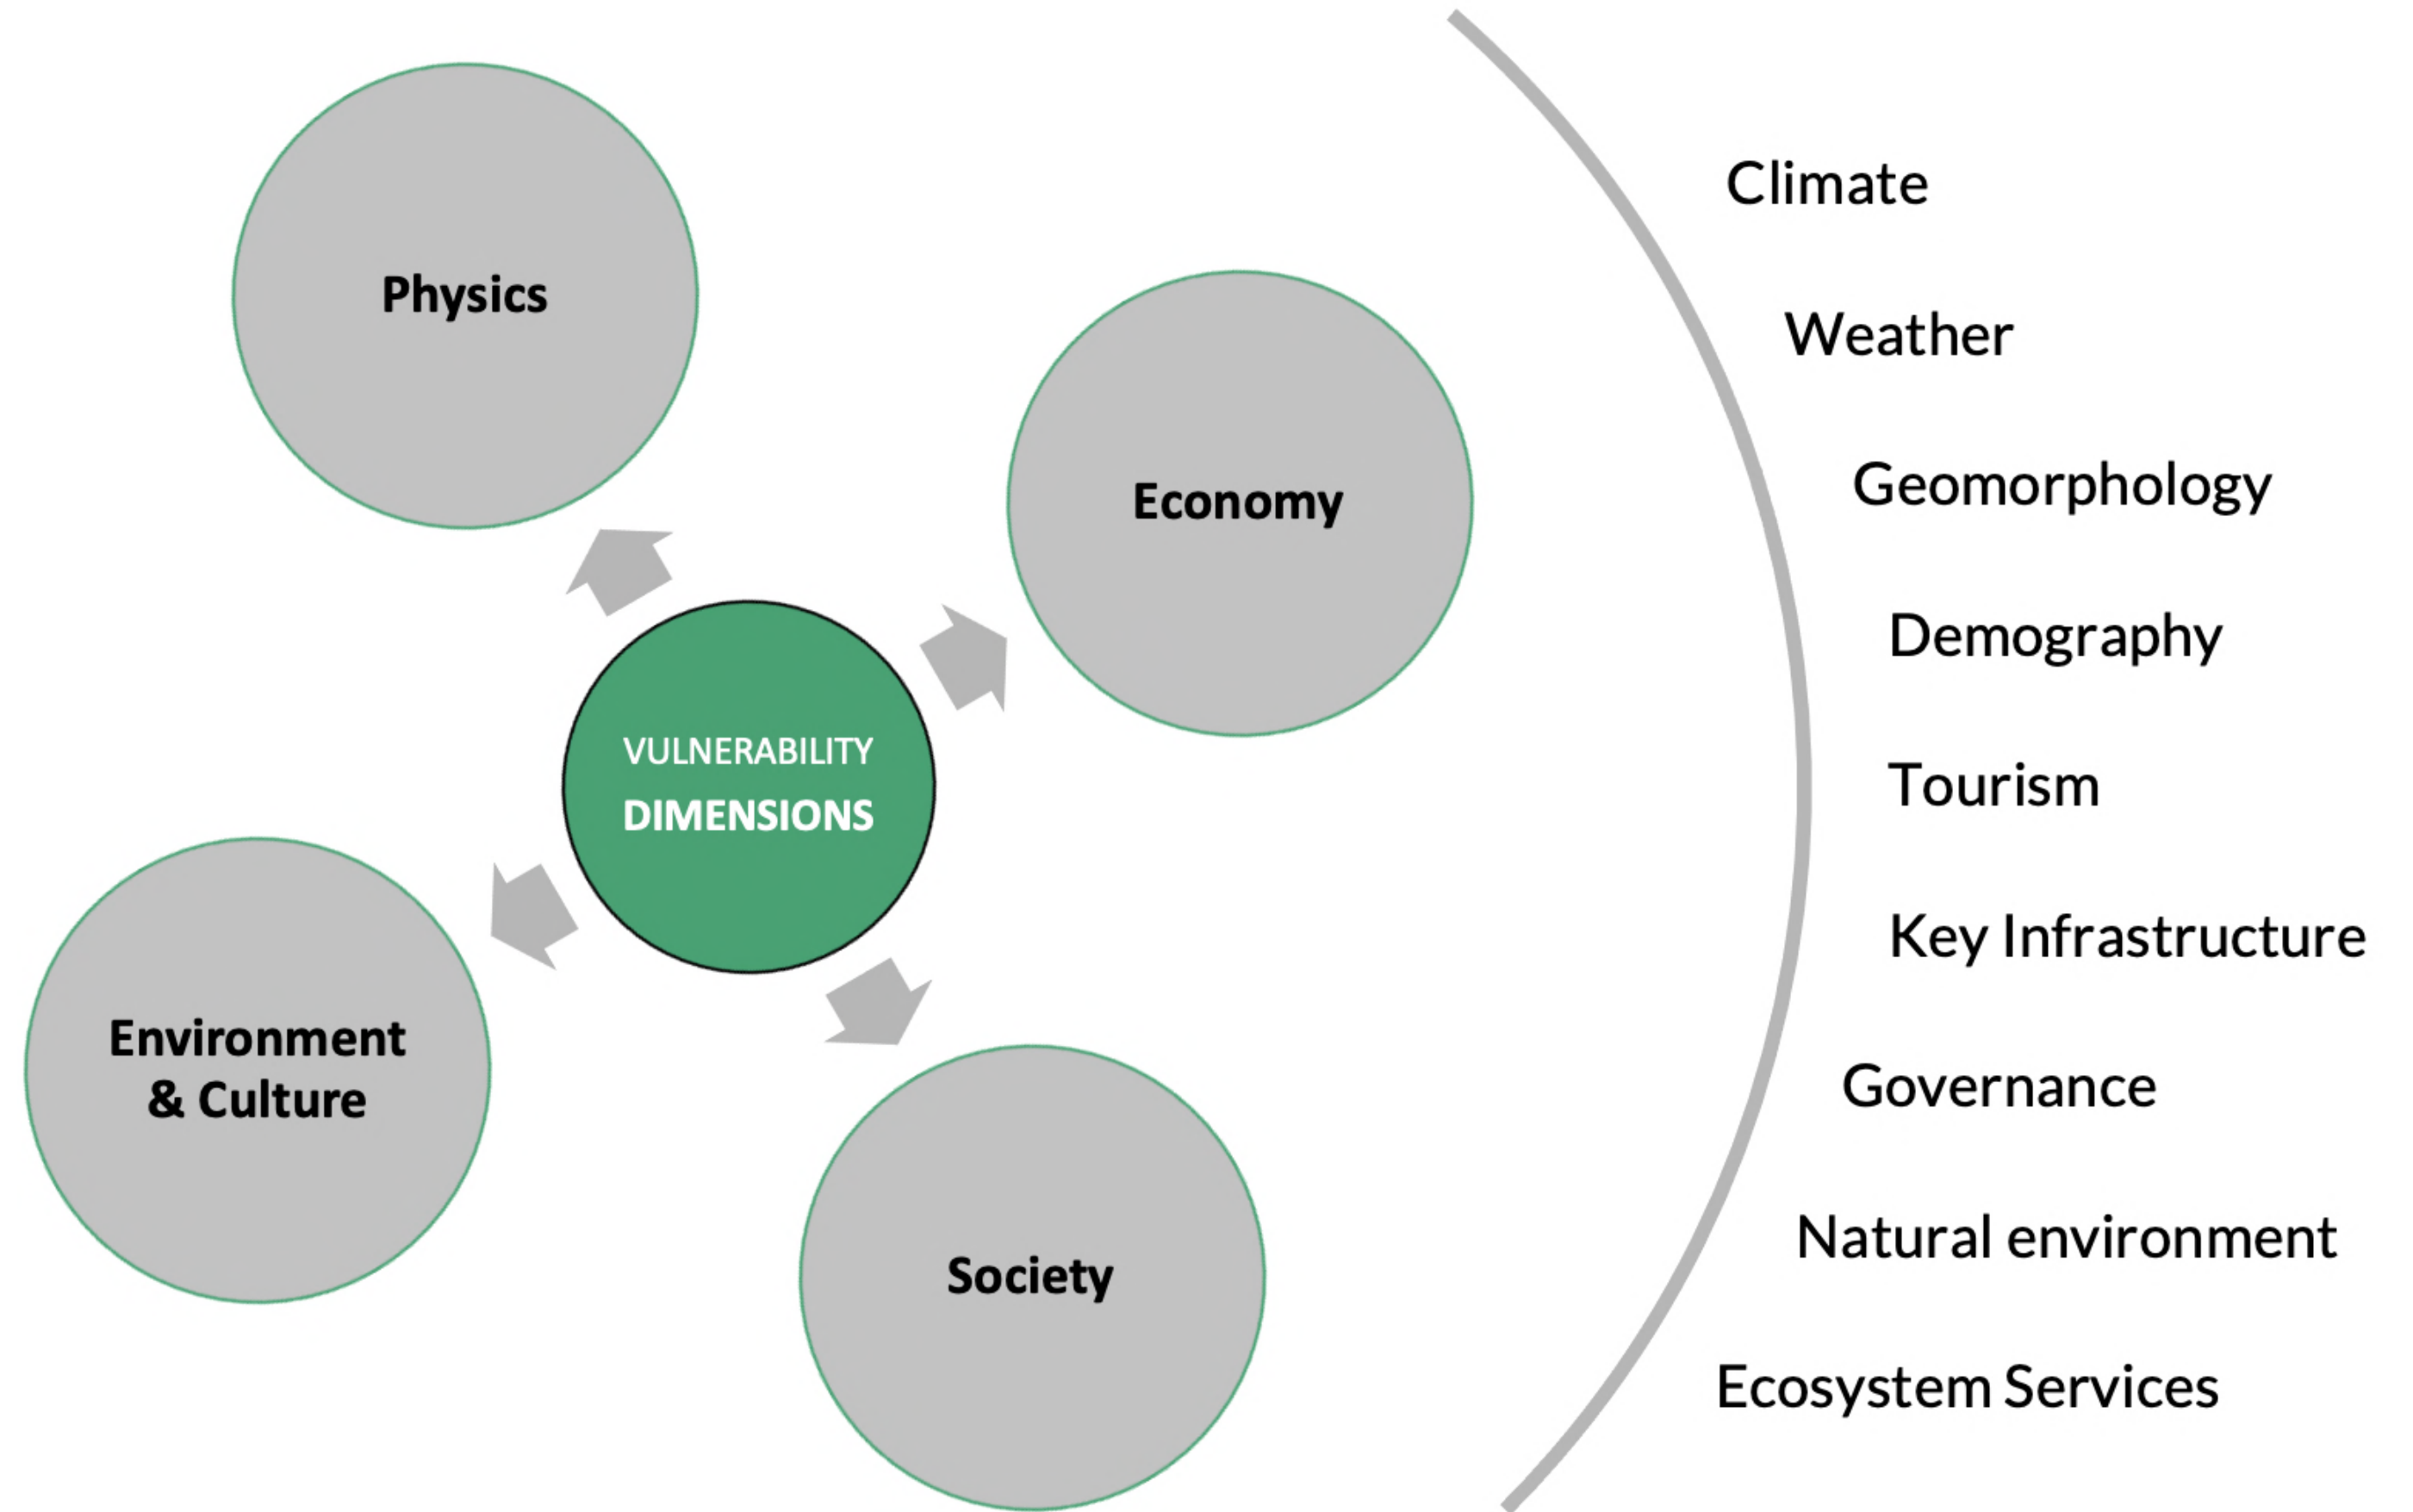 Physics
Economy
VULNERABILITY
DIMENSIONS
Environment
& Culture
Society
Climate
Weather
Geomorphology
Demography
Tourism
Key Infrastructure
Governance
Natural environment
Ecosystem Services